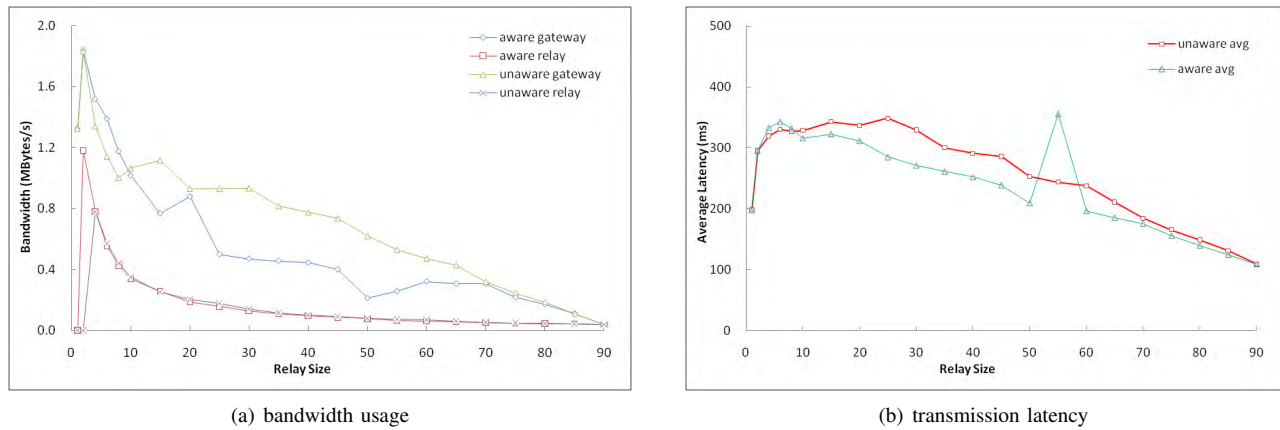 2.0
1.6
1.2
0.8
0.4
0.0
Bandwidth (MBytes/s)
aware gateway
aware relay
unaware gateway
unaware relay
0 10 20 30 40 50 60 70 80 90
Relay Size
(a) bandwidth usage
500
400
300
200
100
0
Average Latency (ms)
unaware avg
aware avg
0 10 20 30 40 50 60 70 80 90
Relay Size
(b) transmission latency